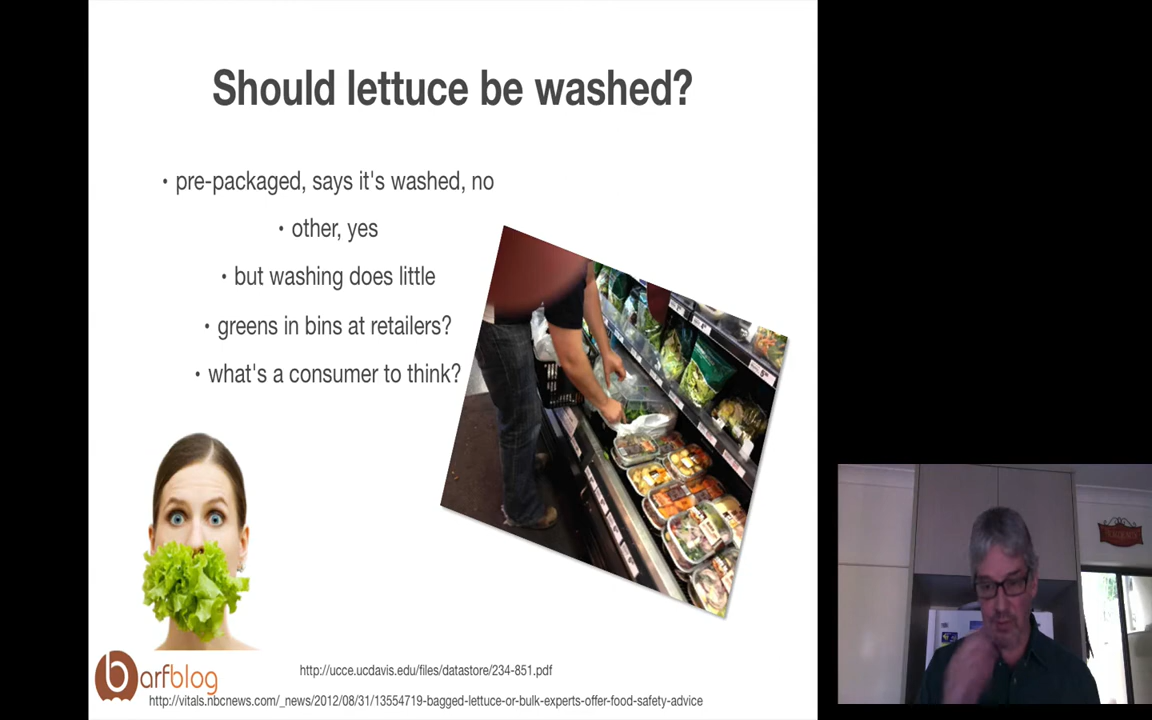 Should lettuce be washed?
• pre-packaged, says it's washed, no
• other, yes
• but washing does little
• greens in bins at retailers?
• what's a consumer to think?
barfblog
http://ucce.ucdavis.edu/files/datastore/234-851.pdf
http://vitals.nbcnews.com/_news/2012/08/31/13554719-bagged-lettuce-or-bulk-experts-offer-food-safety-advice